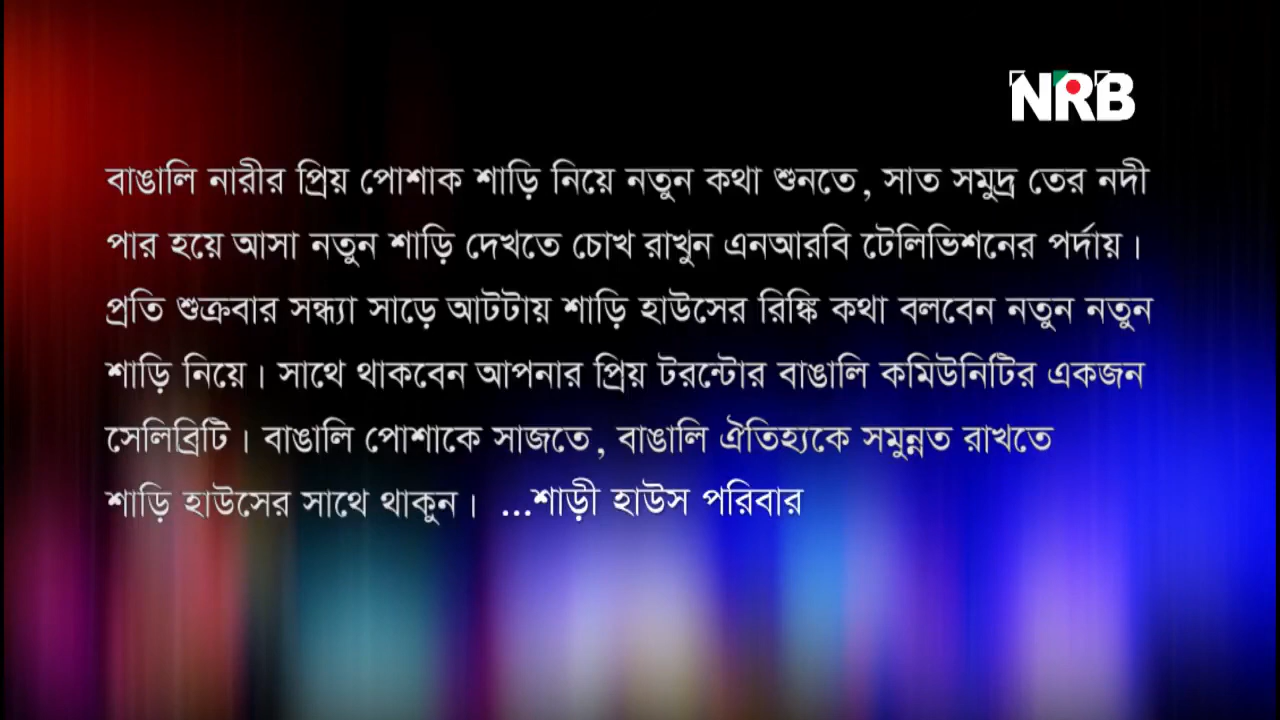 NRB
বাঙালি নারীর প্রিয় পোশাক শাড়ি নিয়ে নতুন কথা শুনতে, সাত সমুদ্র তের নদী
পার হয়ে আসা নতুন শাড়ি দেখতে চোখ রাখুন এনআরবি টেলিভিশনের পর্দায়।
প্রতি শুক্রবার সন্ধ্যা সাড়ে আটটায় শাড়ি হাউসের রিঙ্কি কথা বলবেন নতুন নতুন
শাড়ি নিয়ে। সাথে থাকবেন আপনার প্রিয় টরন্টোর বাঙালি কমিউনিটির একজন
সেলিব্রিটি। বাঙালি পোশাকে সাজতে, বাঙালি ঐতিহ্যকে সমুন্নত রাখতে
শাড়ি হাউসের সাথে থাকুন। ...শাড়ী হাউস পরিবার